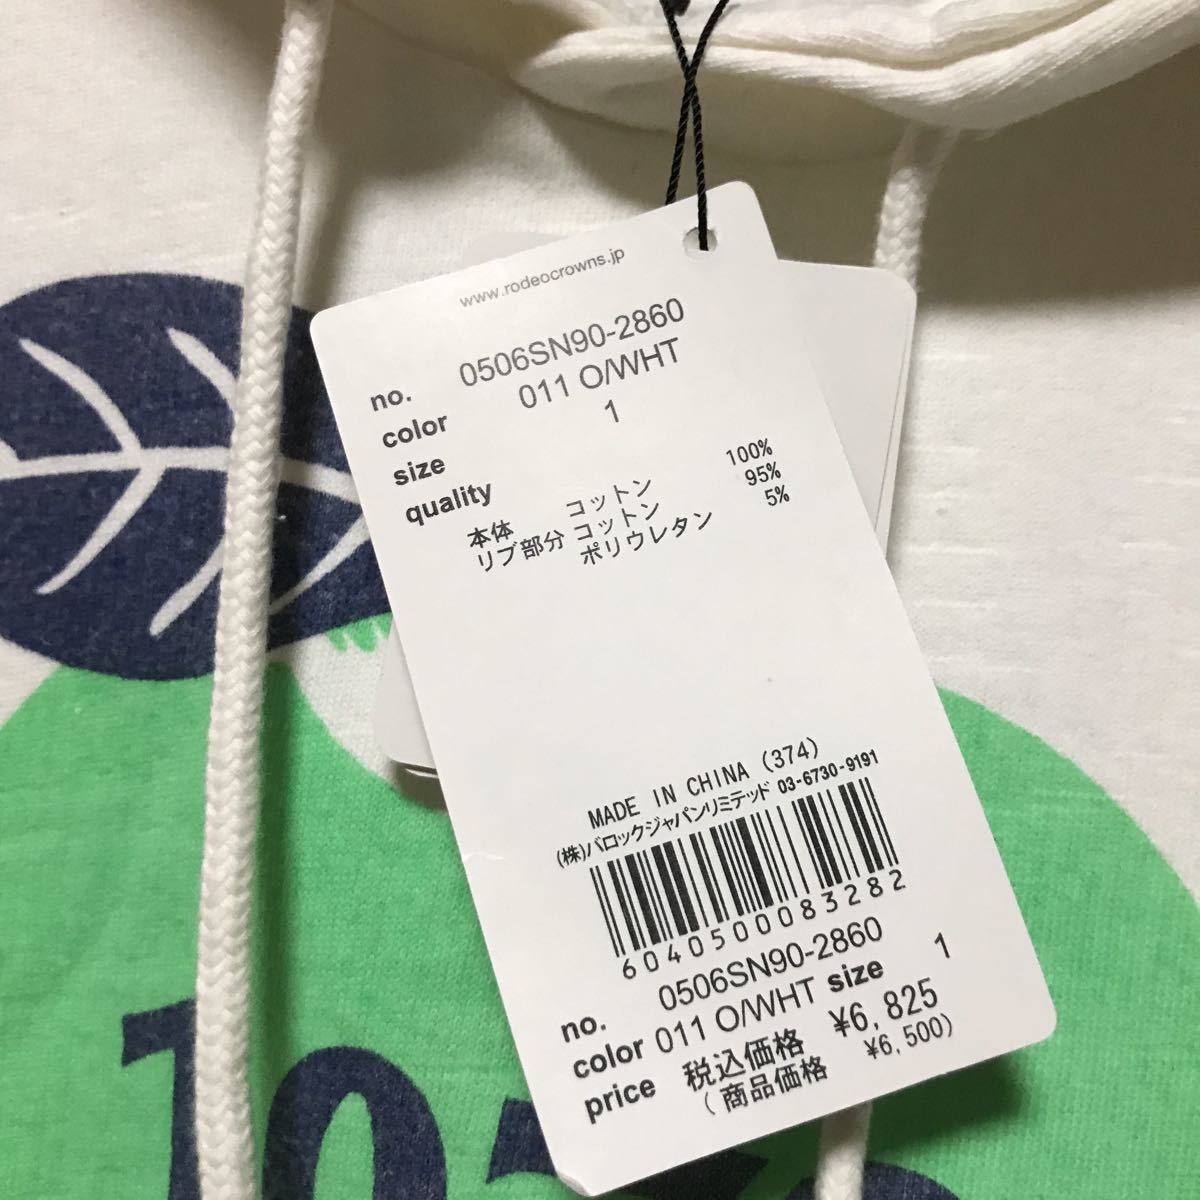 www.rodeocrowns.jp
no. 0506SN90-2860
color 011 O/WHT
size 1
quality
本体 コットン 100%
リブ部分 コットン 95%
ポリウレタン 5%
MADE IN CHINA (374)
(株)バロックジャパンリミテッド 03-6730-9191
604050008328 2
no. 0506SN90-2860
color 011 O/WHT size 1
price 税込価格 ¥6,825
(商品価格 ¥6,500)